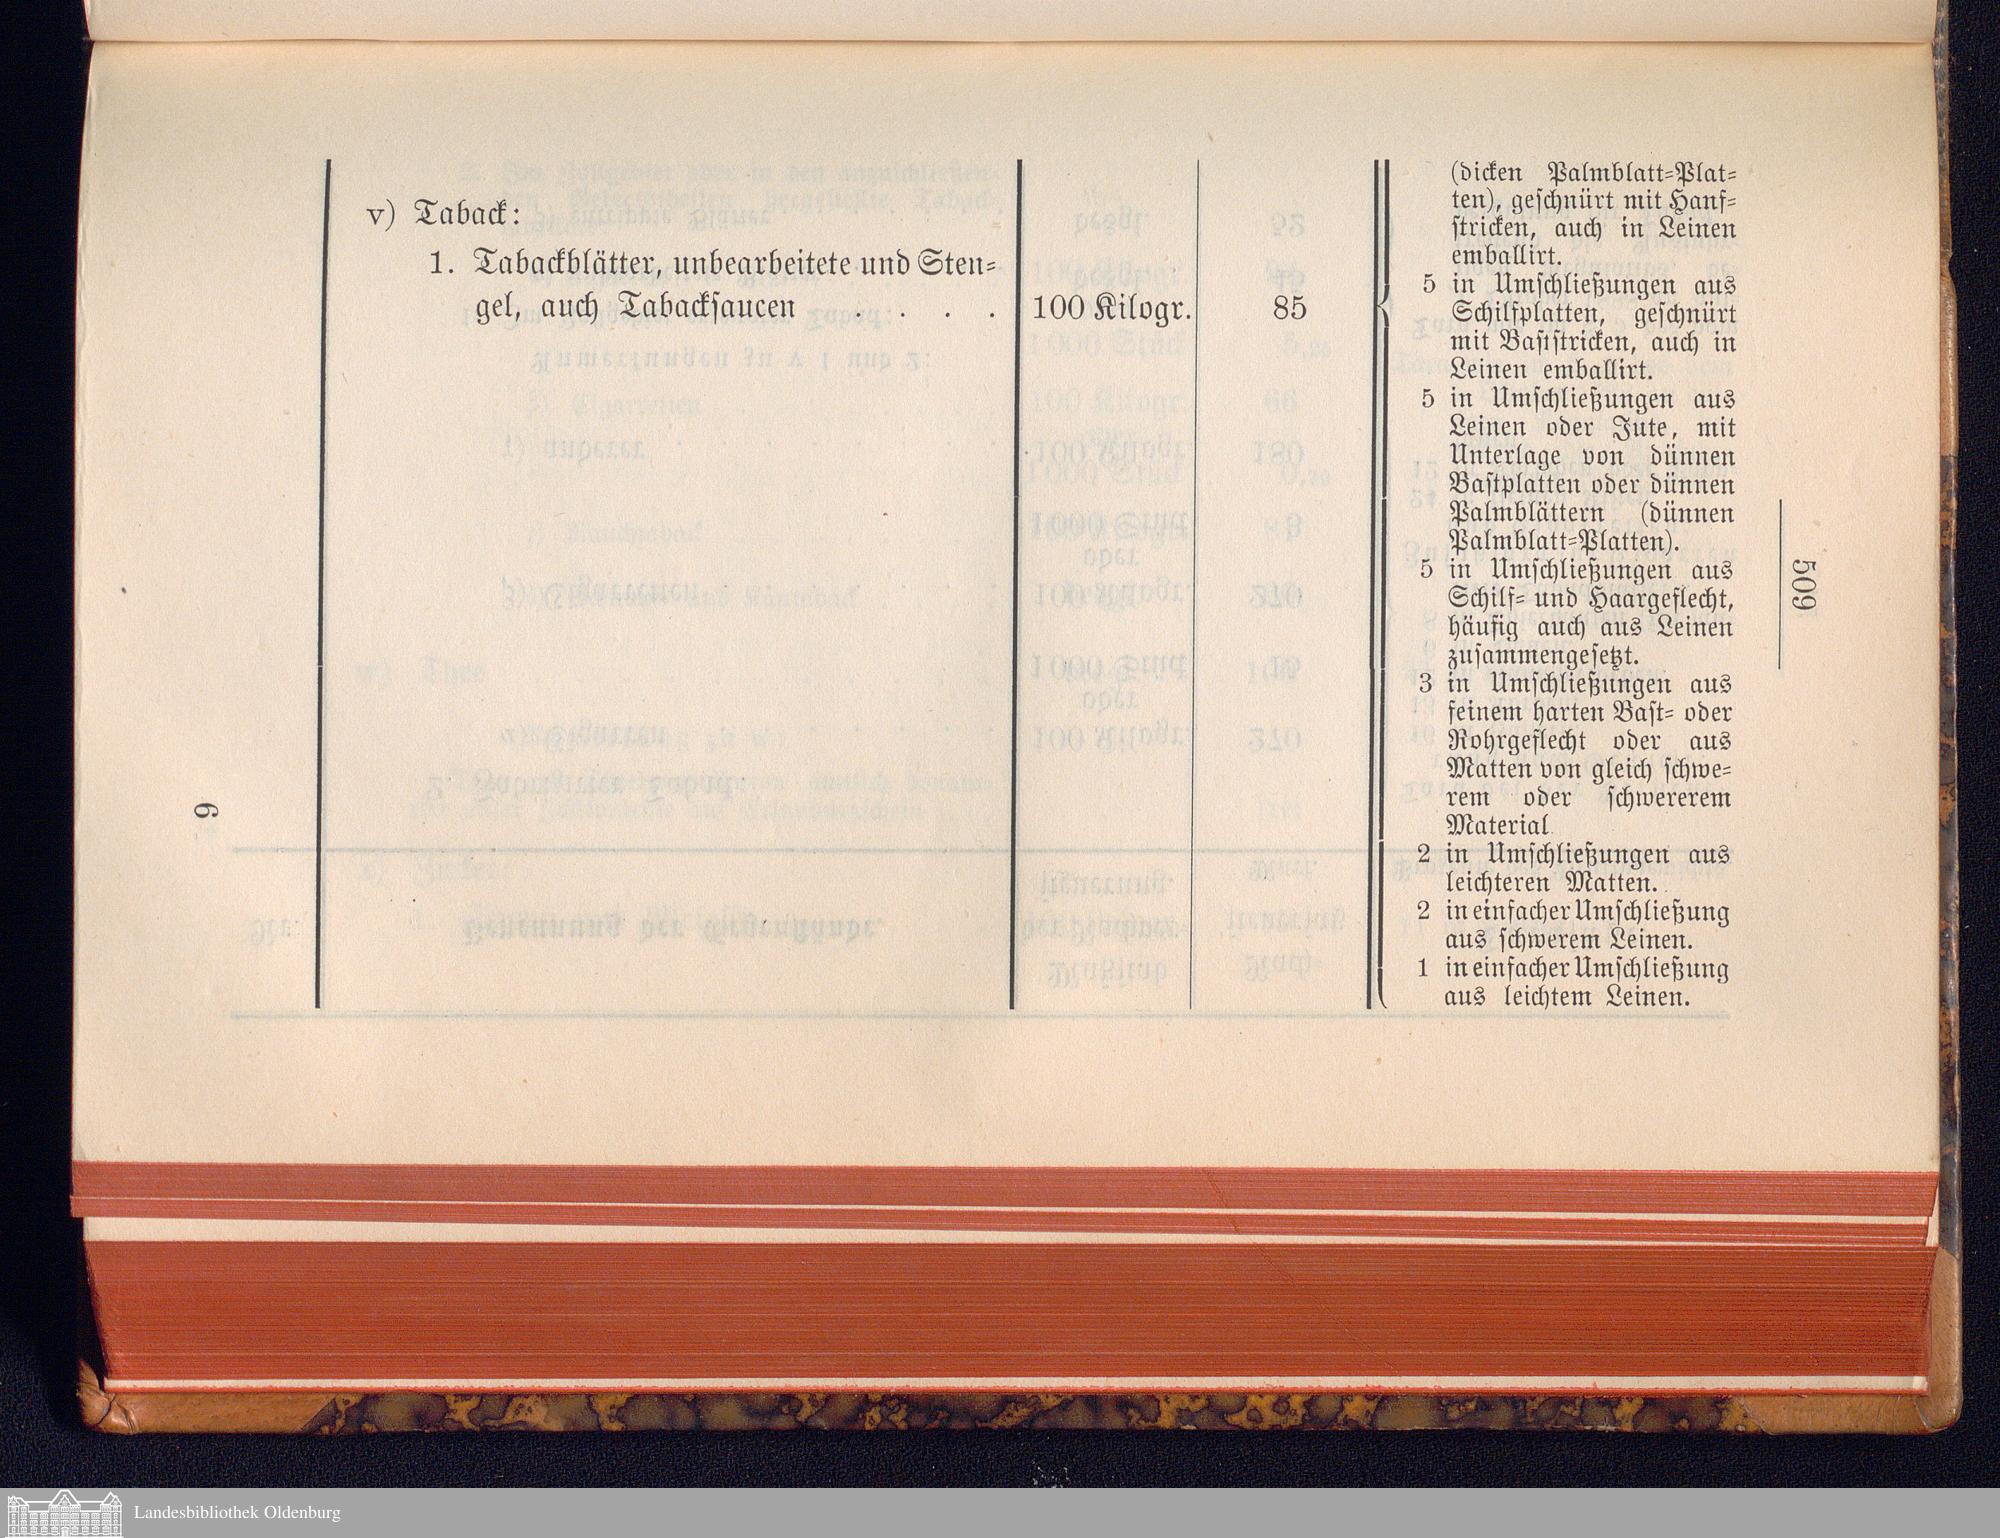 v) Taback:
1. Tabackblätter, unbearbeitete und Sten=
gel, auch Tabacksaucen . . . .
100 Kilogr.
85
(dicken Palmblatt=Plat=
ten), geschnürt mit Hanf=
stricken, auch in Leinen
emballirt.
5 in Umschließungen aus
Schilfplatten, geschnürt
mit Baststricken, auch in
Leinen emballirt.
5 in Umschließungen aus
Leinen oder Jute, mit
Unterlage von dünnen
Bastplatten oder dünnen
Palmblättern (dünnen
Palmblatt=Platten).
5 in Umschließungen aus
Schilf= und Haargeflecht,
häufig auch aus Leinen
zusammengesetzt.
3 in Umschließungen aus
feinem harten Bast= oder
Rohrgeflecht oder aus
Matten von gleich schwe=
rem oder schwererem
Material
2 in Umschließungen aus
leichteren Matten.
2 in einfacher Umschließung
aus schwerem Leinen.
1 in einfacher Umschließung
aus leichtem Leinen.
509
6
Landesbibliothek Oldenburg